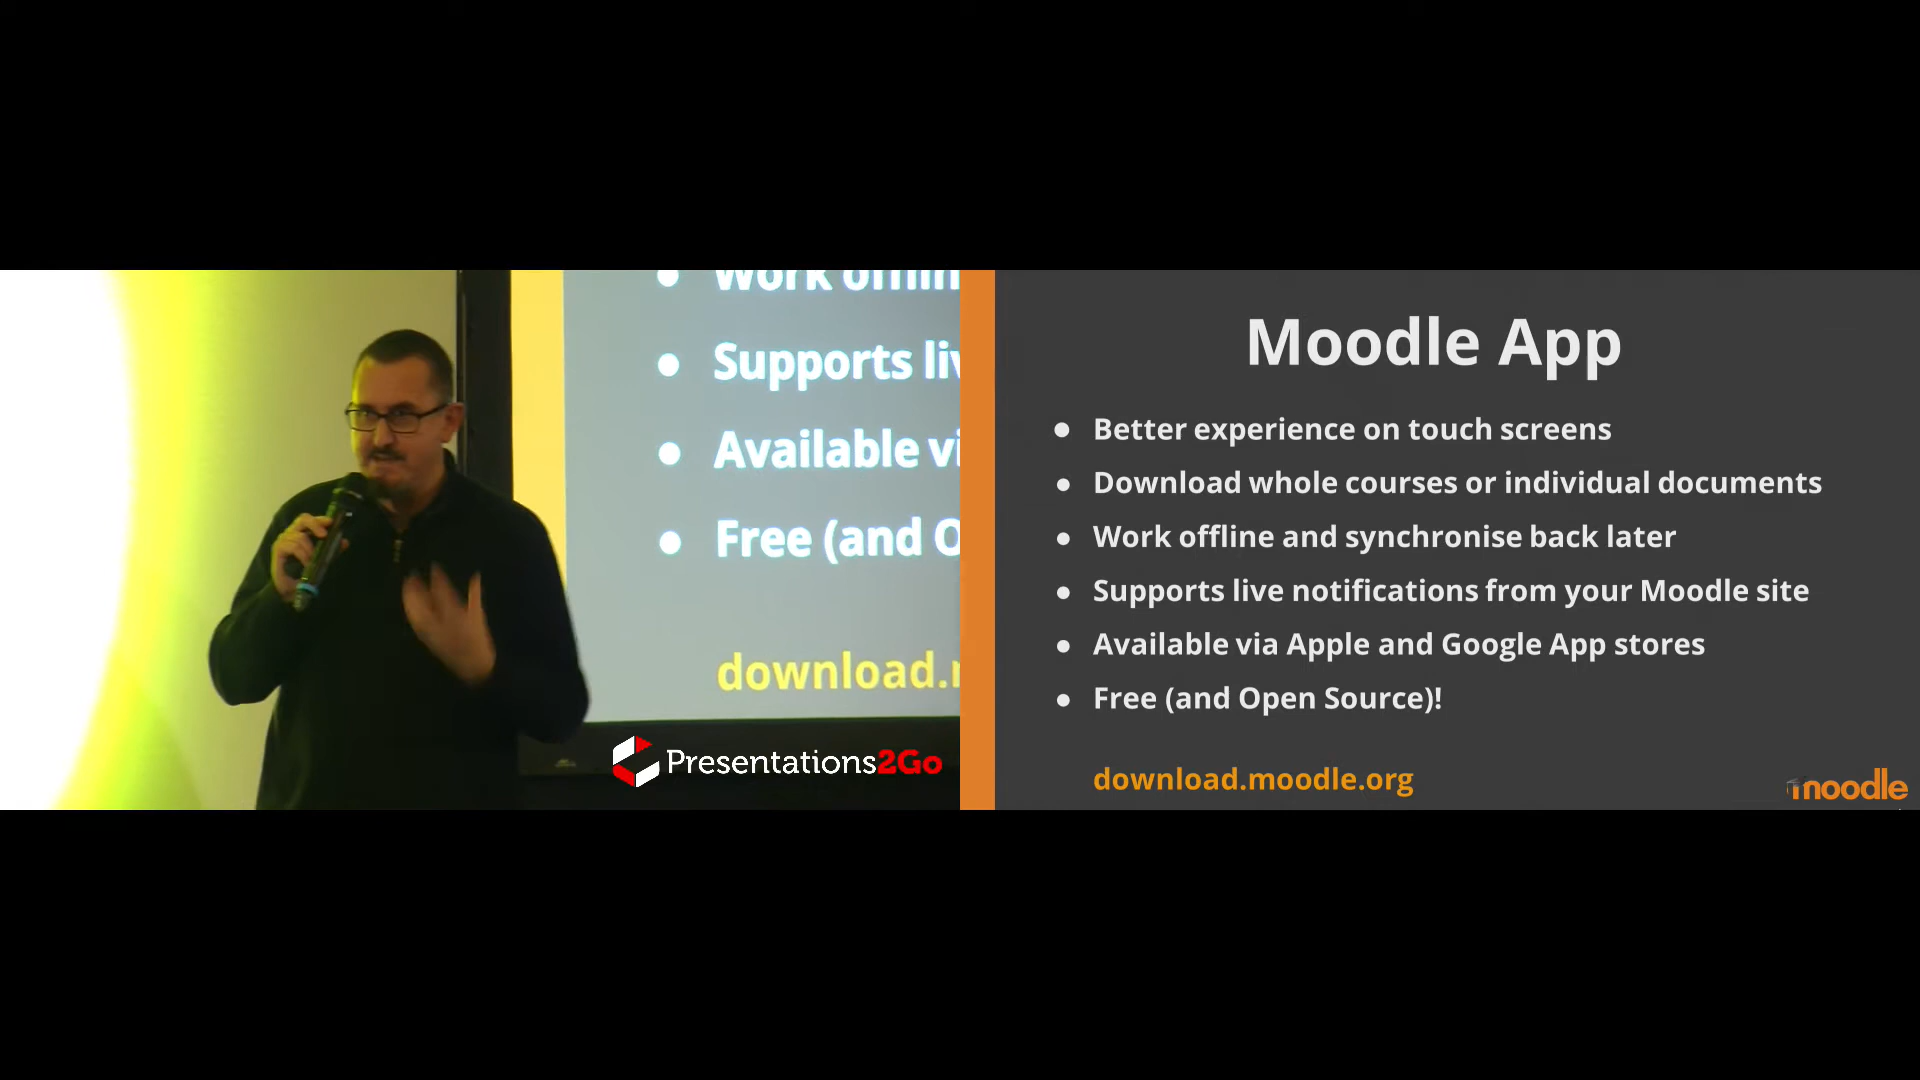 Work offlin
Supports liv
Available vi
Free (and O
download.
Presentations2Go
Moodle App
● Better experience on touch screens
● Download whole courses or individual documents
● Work offline and synchronise back later
● Supports live notifications from your Moodle site
● Available via Apple and Google App stores
● Free (and Open Source)!
download.moodle.org
moodle